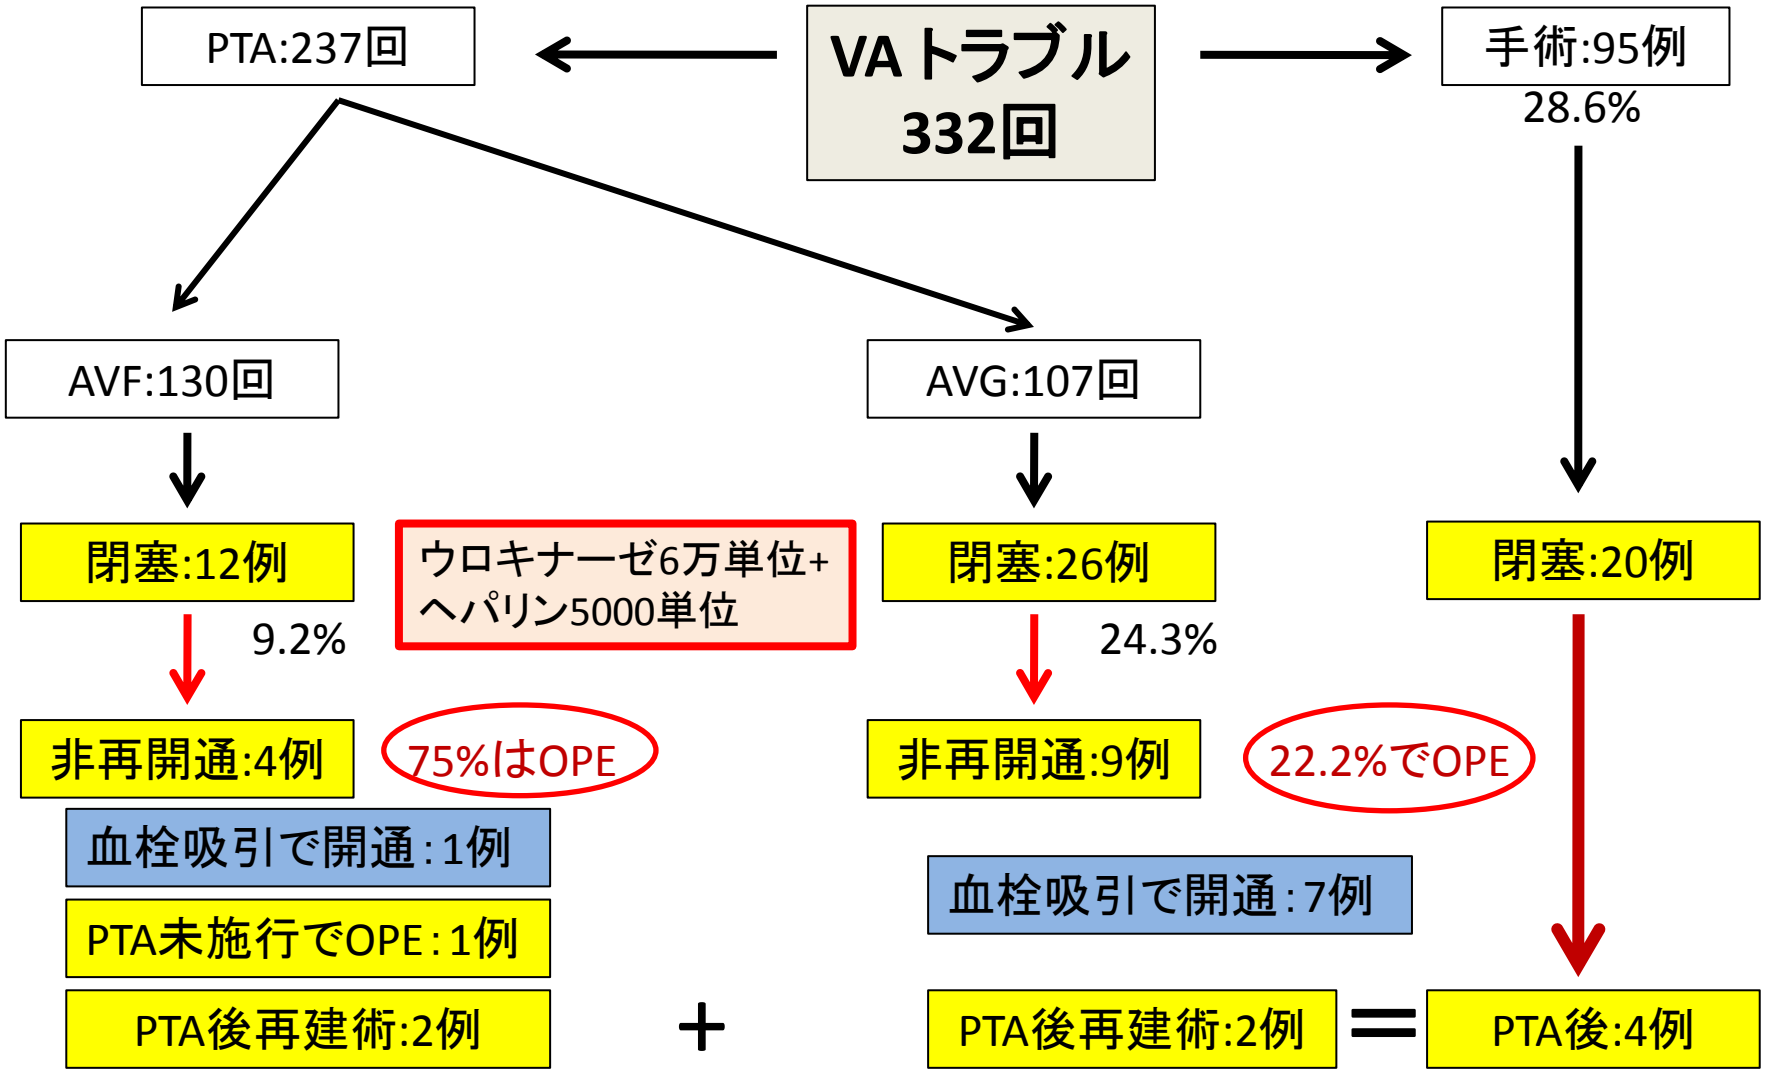 PTA:237回
VAトラブル
332回
手術:95例
28.6%
AVF:130回
AVG:107回
閉塞:12例
ウロキナーゼ6万単位+
ヘパリン5000単位
閉塞:26例
閉塞:20例
9.2%
24.3%
非再開通:4例
75%はOPE
非再開通:9例
22.2%でOPE
血栓吸引で開通：1例
血栓吸引で開通：7例
PTA未施行でOPE：1例
PTA後再建術:2例
+
PTA後再建術:2例
=
PTA後:4例